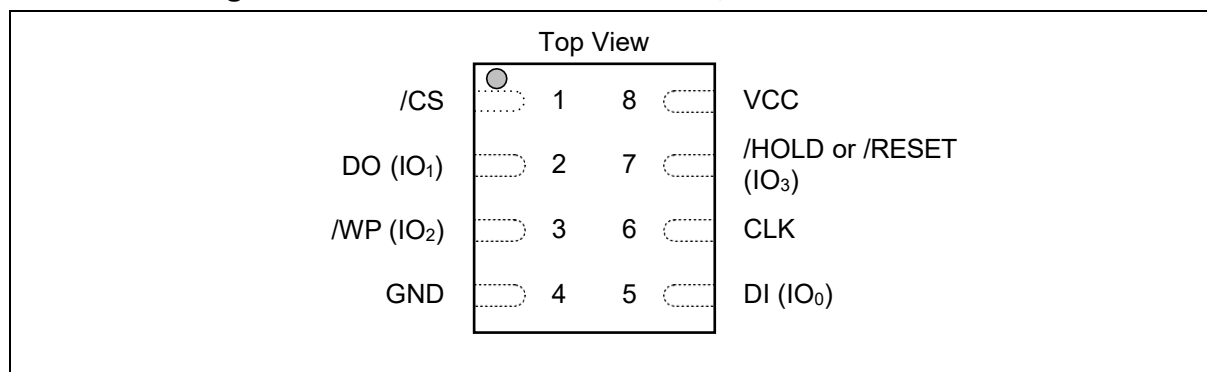 Top View
/CS 1 8 VCC
DO (IO₁) 2 7 /HOLD or /RESET
(IO₃)
/WP (IO₂) 3 6 CLK
GND 4 5 DI (IO₀)